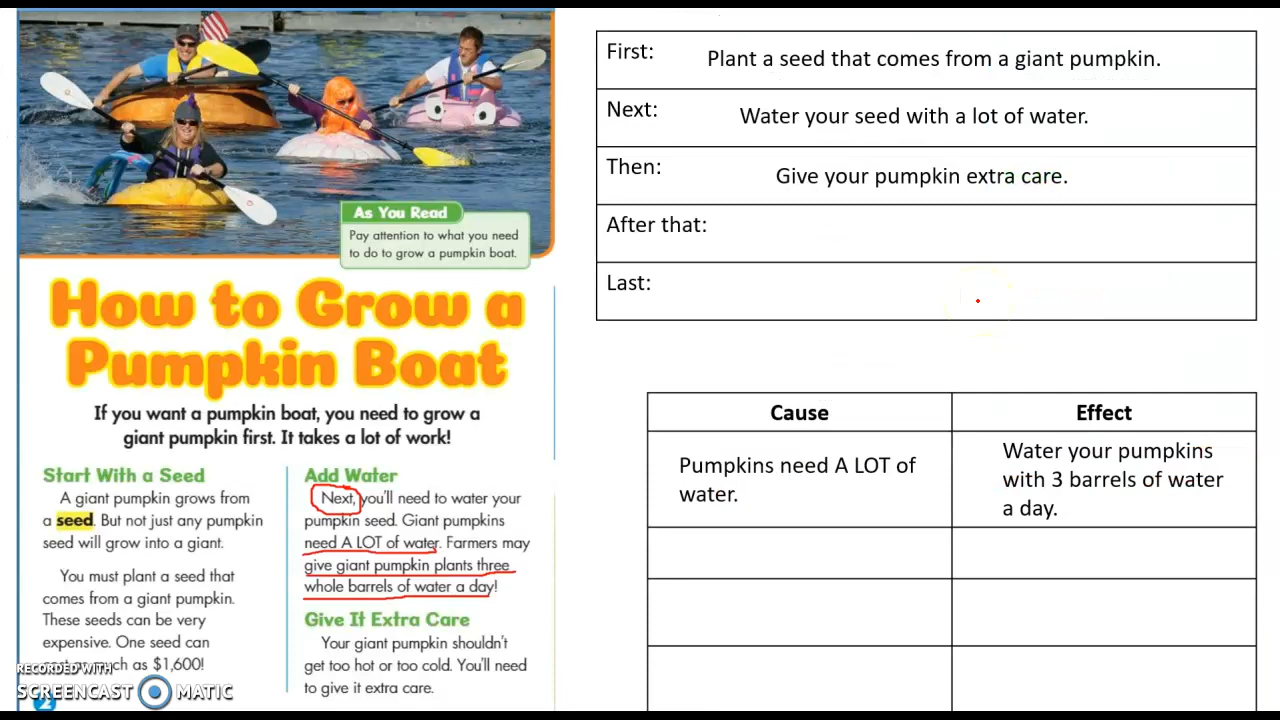 As You Read
Pay attention to what you need
to do to grow a pumpkin boat.
How to Grow a
Pumpkin Boat
If you want a pumpkin boat, you need to grow a
giant pumpkin first. It takes a lot of work!
Start With a Seed
A giant pumpkin grows from
a seed. But not just any pumpkin
seed will grow into a giant.
You must plant a seed that
comes from a giant pumpkin.
These seeds can be very
expensive. One seed can
as $1,600!
Add Water
Next, you'll need to water your
pumpkin seed. Giant pumpkins
need A LOT of water. Farmers may
give giant pumpkin plants three
whole barrels of water a day!
Give It Extra Care
Your giant pumpkin shouldn't
get too hot or too cold. You'll need
to give it extra care.
RECORDED WITH
SCREENCAST MATIC
2
First: Plant a seed that comes from a giant pumpkin.
Next: Water your seed with a lot of water.
Then: Give your pumpkin extra care.
After that:
Last:
Cause Effect
Pumpkins need A LOT of
water.
Water your pumpkins
with 3 barrels of water
a day.